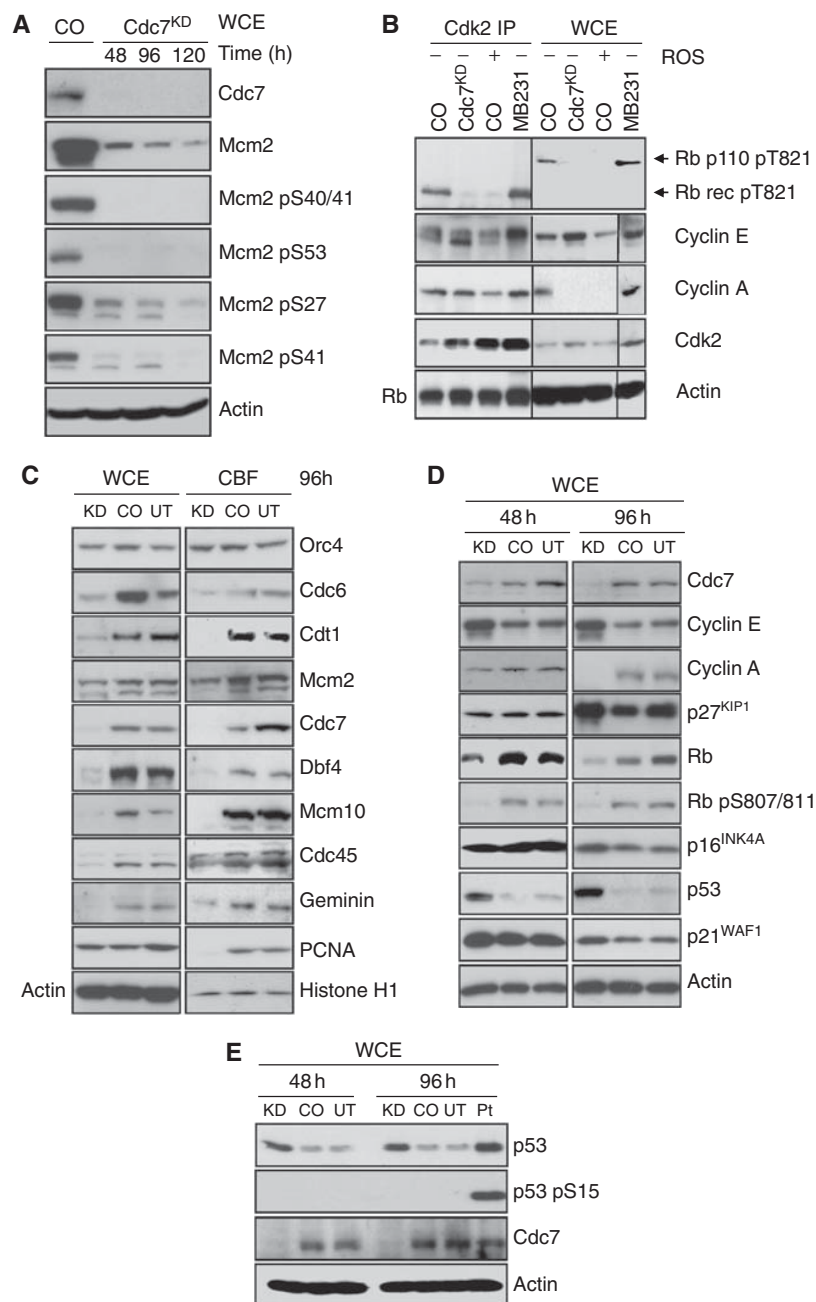 A
CO Cdc7KD WCE
48 96 120 Time (h)
Cdc7
Mcm2
Mcm2 pS40/41
Mcm2 pS53
Mcm2 pS27
Mcm2 pS41
Actin
B
Cdk2 IP WCE
– – + – – – + – ROS
CO Cdc7KD CO MB231 CO Cdc7KD CO MB231
Rb p110 pT821
Rb rec pT821
Cyclin E
Cyclin A
Cdk2
Rb Actin
C
WCE CBF 96h
KD CO UT KD CO UT
Orc4
Cdc6
Cdt1
Mcm2
Cdc7
Dbf4
Mcm10
Cdc45
Geminin
PCNA
Actin Histone H1
D
WCE
48 h 96 h
KD CO UT KD CO UT
Cdc7
Cyclin E
Cyclin A
p27KIP1
Rb
Rb pS807/811
p16INK4A
p53
p21WAF1
Actin
E
WCE
48 h 96 h
KD CO UT KD CO UT Pt
p53
p53 pS15
Cdc7
Actin